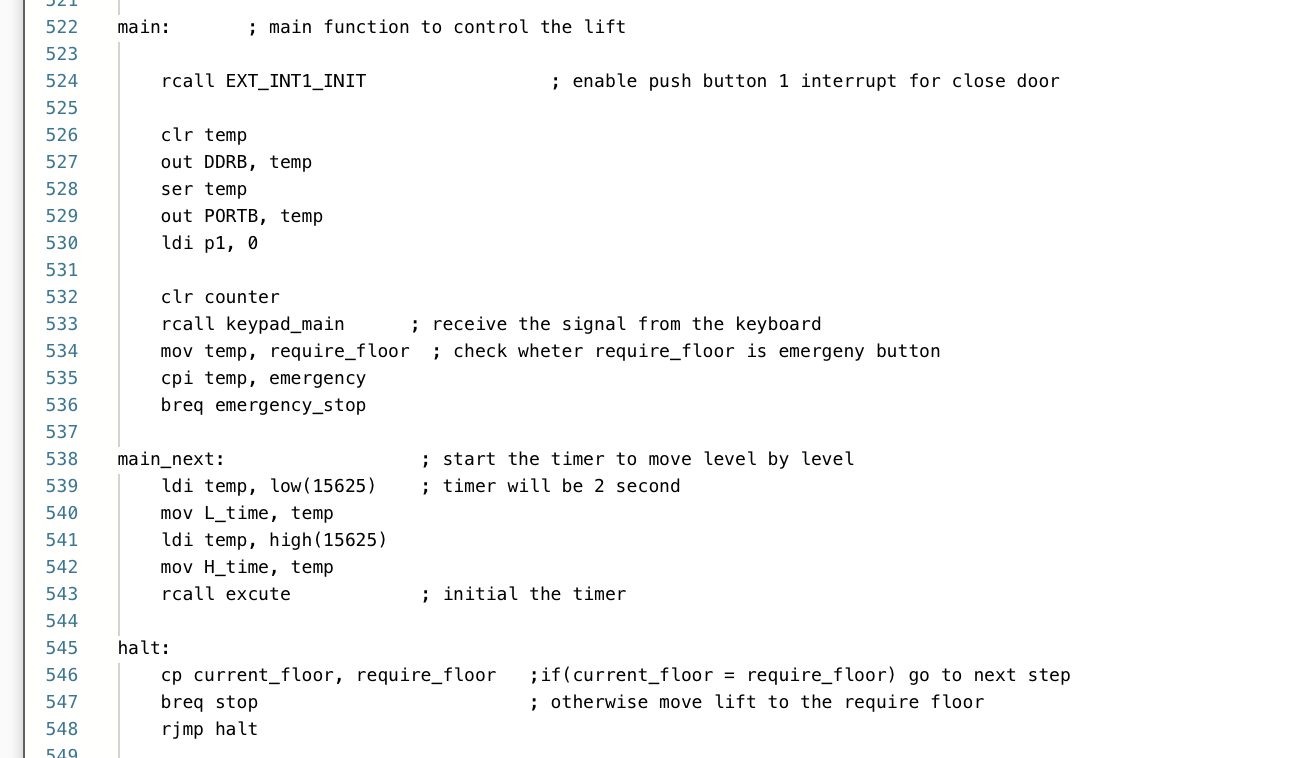 521
522 main: ; main function to control the lift
523
524 rcall EXT_INT1_INIT ; enable push button 1 interrupt for close door
525
526 clr temp
527 out DDRB, temp
528 ser temp
529 out PORTB, temp
530 ldi p1, 0
531
532 clr counter
533 rcall keypad_main ; receive the signal from the keyboard
534 mov temp, require_floor ; check wheter require_floor is emergeny button
535 cpi temp, emergency
536 breq emergency_stop
537
538 main_next: ; start the timer to move level by level
539 ldi temp, low(15625) ; timer will be 2 second
540 mov L_time, temp
541 ldi temp, high(15625)
542 mov H_time, temp
543 rcall excute ; initial the timer
544
545 halt:
546 cp current_floor, require_floor ;if(current_floor = require_floor) go to next step
547 breq stop ; otherwise move lift to the require floor
548 rjmp halt
549